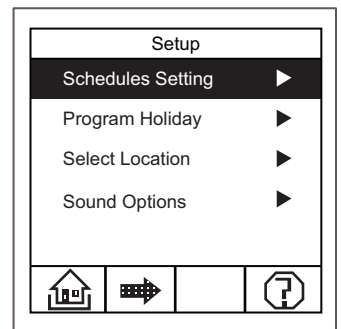 Setup
Schedules Setting
Program Holiday
Select Location
Sound Options
?